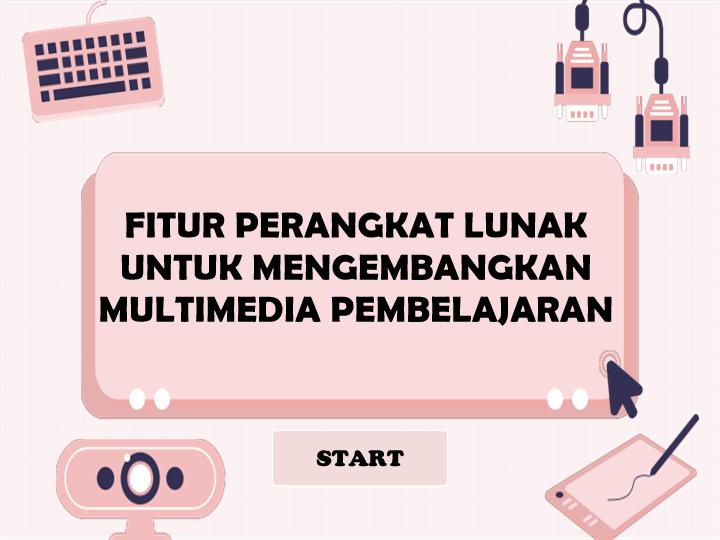 FITUR PERANGKAT LUNAK
UNTUK MENGEMBANGKAN
MULTIMEDIA PEMBELAJARAN
START